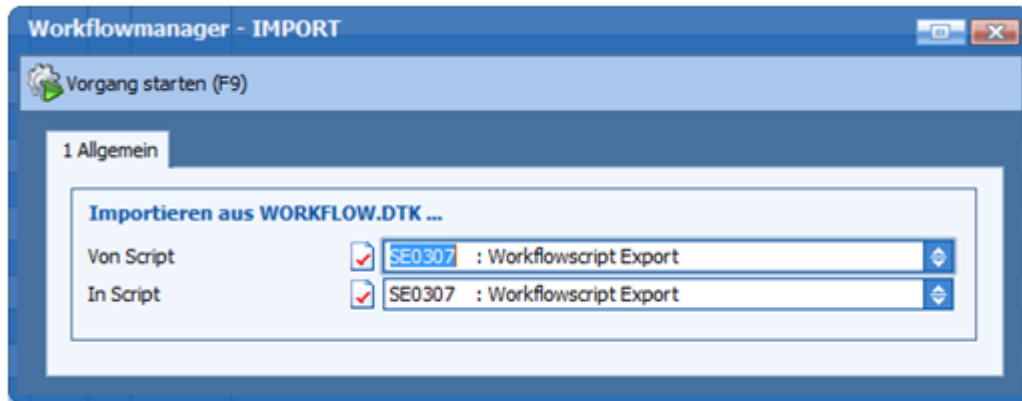 Workflowmanager - IMPORT
Vorgang starten (F9)
1 Allgemein
Importieren aus WORKFLOW.DTK ...
Von Script SE0307 : Workflowscript Export
In Script SE0307 : Workflowscript Export